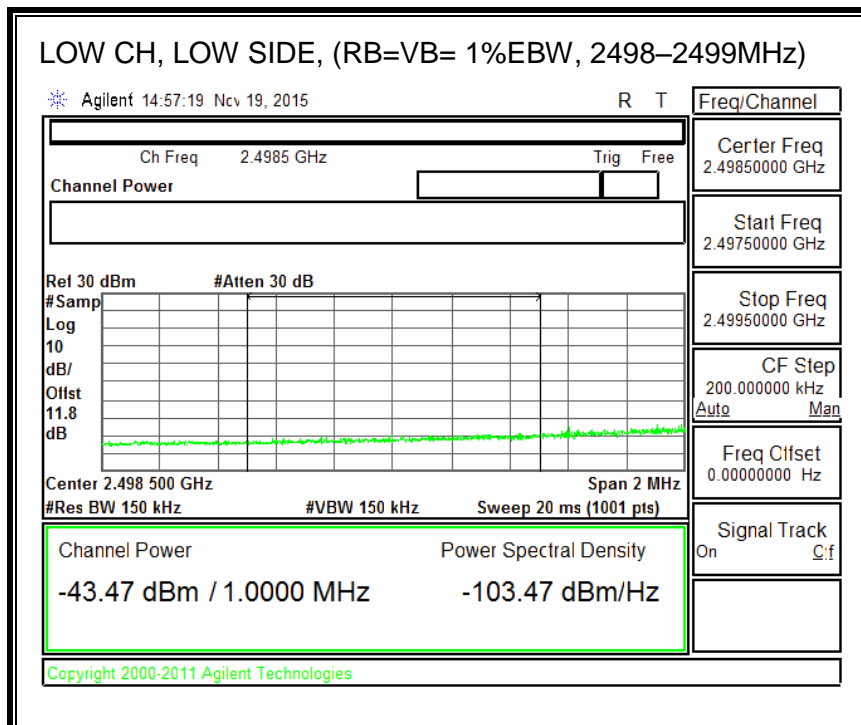 LOW CH, LOW SIDE, (RB=VB= 1%EBW, 2498–2499MHz)
Agilent 14:57:19 Nov 19, 2015 R T
Freq/Channel
Ch Freq 2.4985 GHz Trig Free
Channel Power
Center Freq
2.49850000 GHz
Start Freq
2.49750000 GHz
Stop Freq
2.49950000 GHz
CF Step
200.000000 kHz
Auto Man
Freq Offset
0.00000000 Hz
Signal Track
On Off
Ref 30 dBm #Atten 30 dB
#Samp
Log
10
dB/
Offst
11.8
dB
Center 2.498 500 GHz Span 2 MHz
#Res BW 150 kHz #VBW 150 kHz Sweep 20 ms (1001 pts)
Channel Power Power Spectral Density
-43.47 dBm / 1.0000 MHz -103.47 dBm/Hz
Copyright 2000-2011 Agilent Technologies